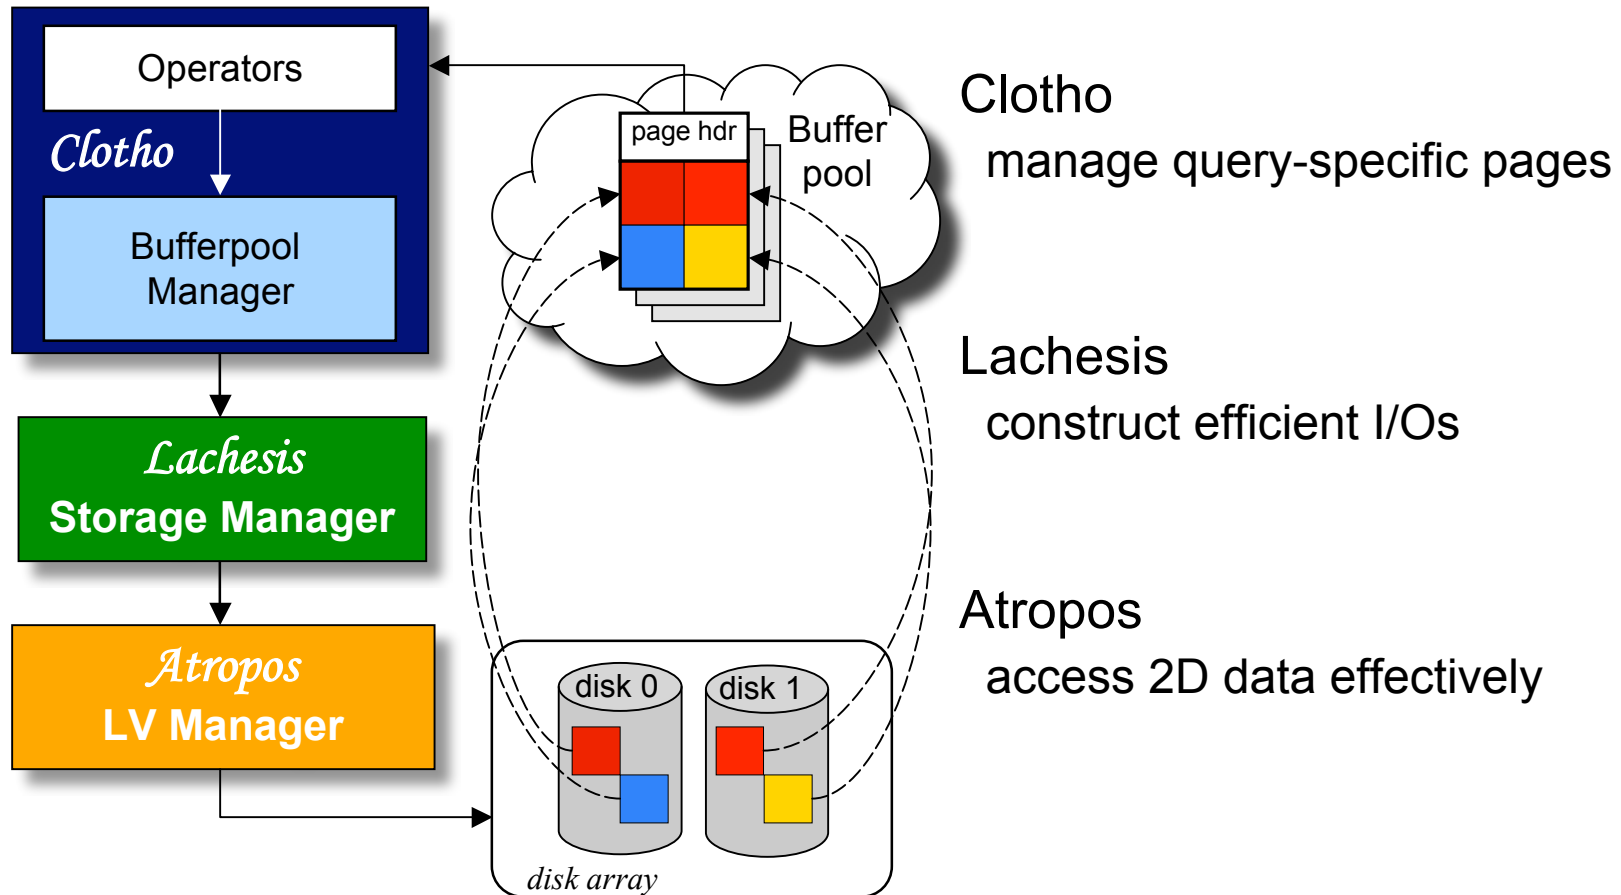 Operators
Clotho
Bufferpool
Manager
Lachesis
Storage Manager
Atropos
LV Manager
page hdr
Buffer
pool
disk 0
disk 1
disk array
Clotho
manage query-specific pages
Lachesis
construct efficient I/Os
Atropos
access 2D data effectively